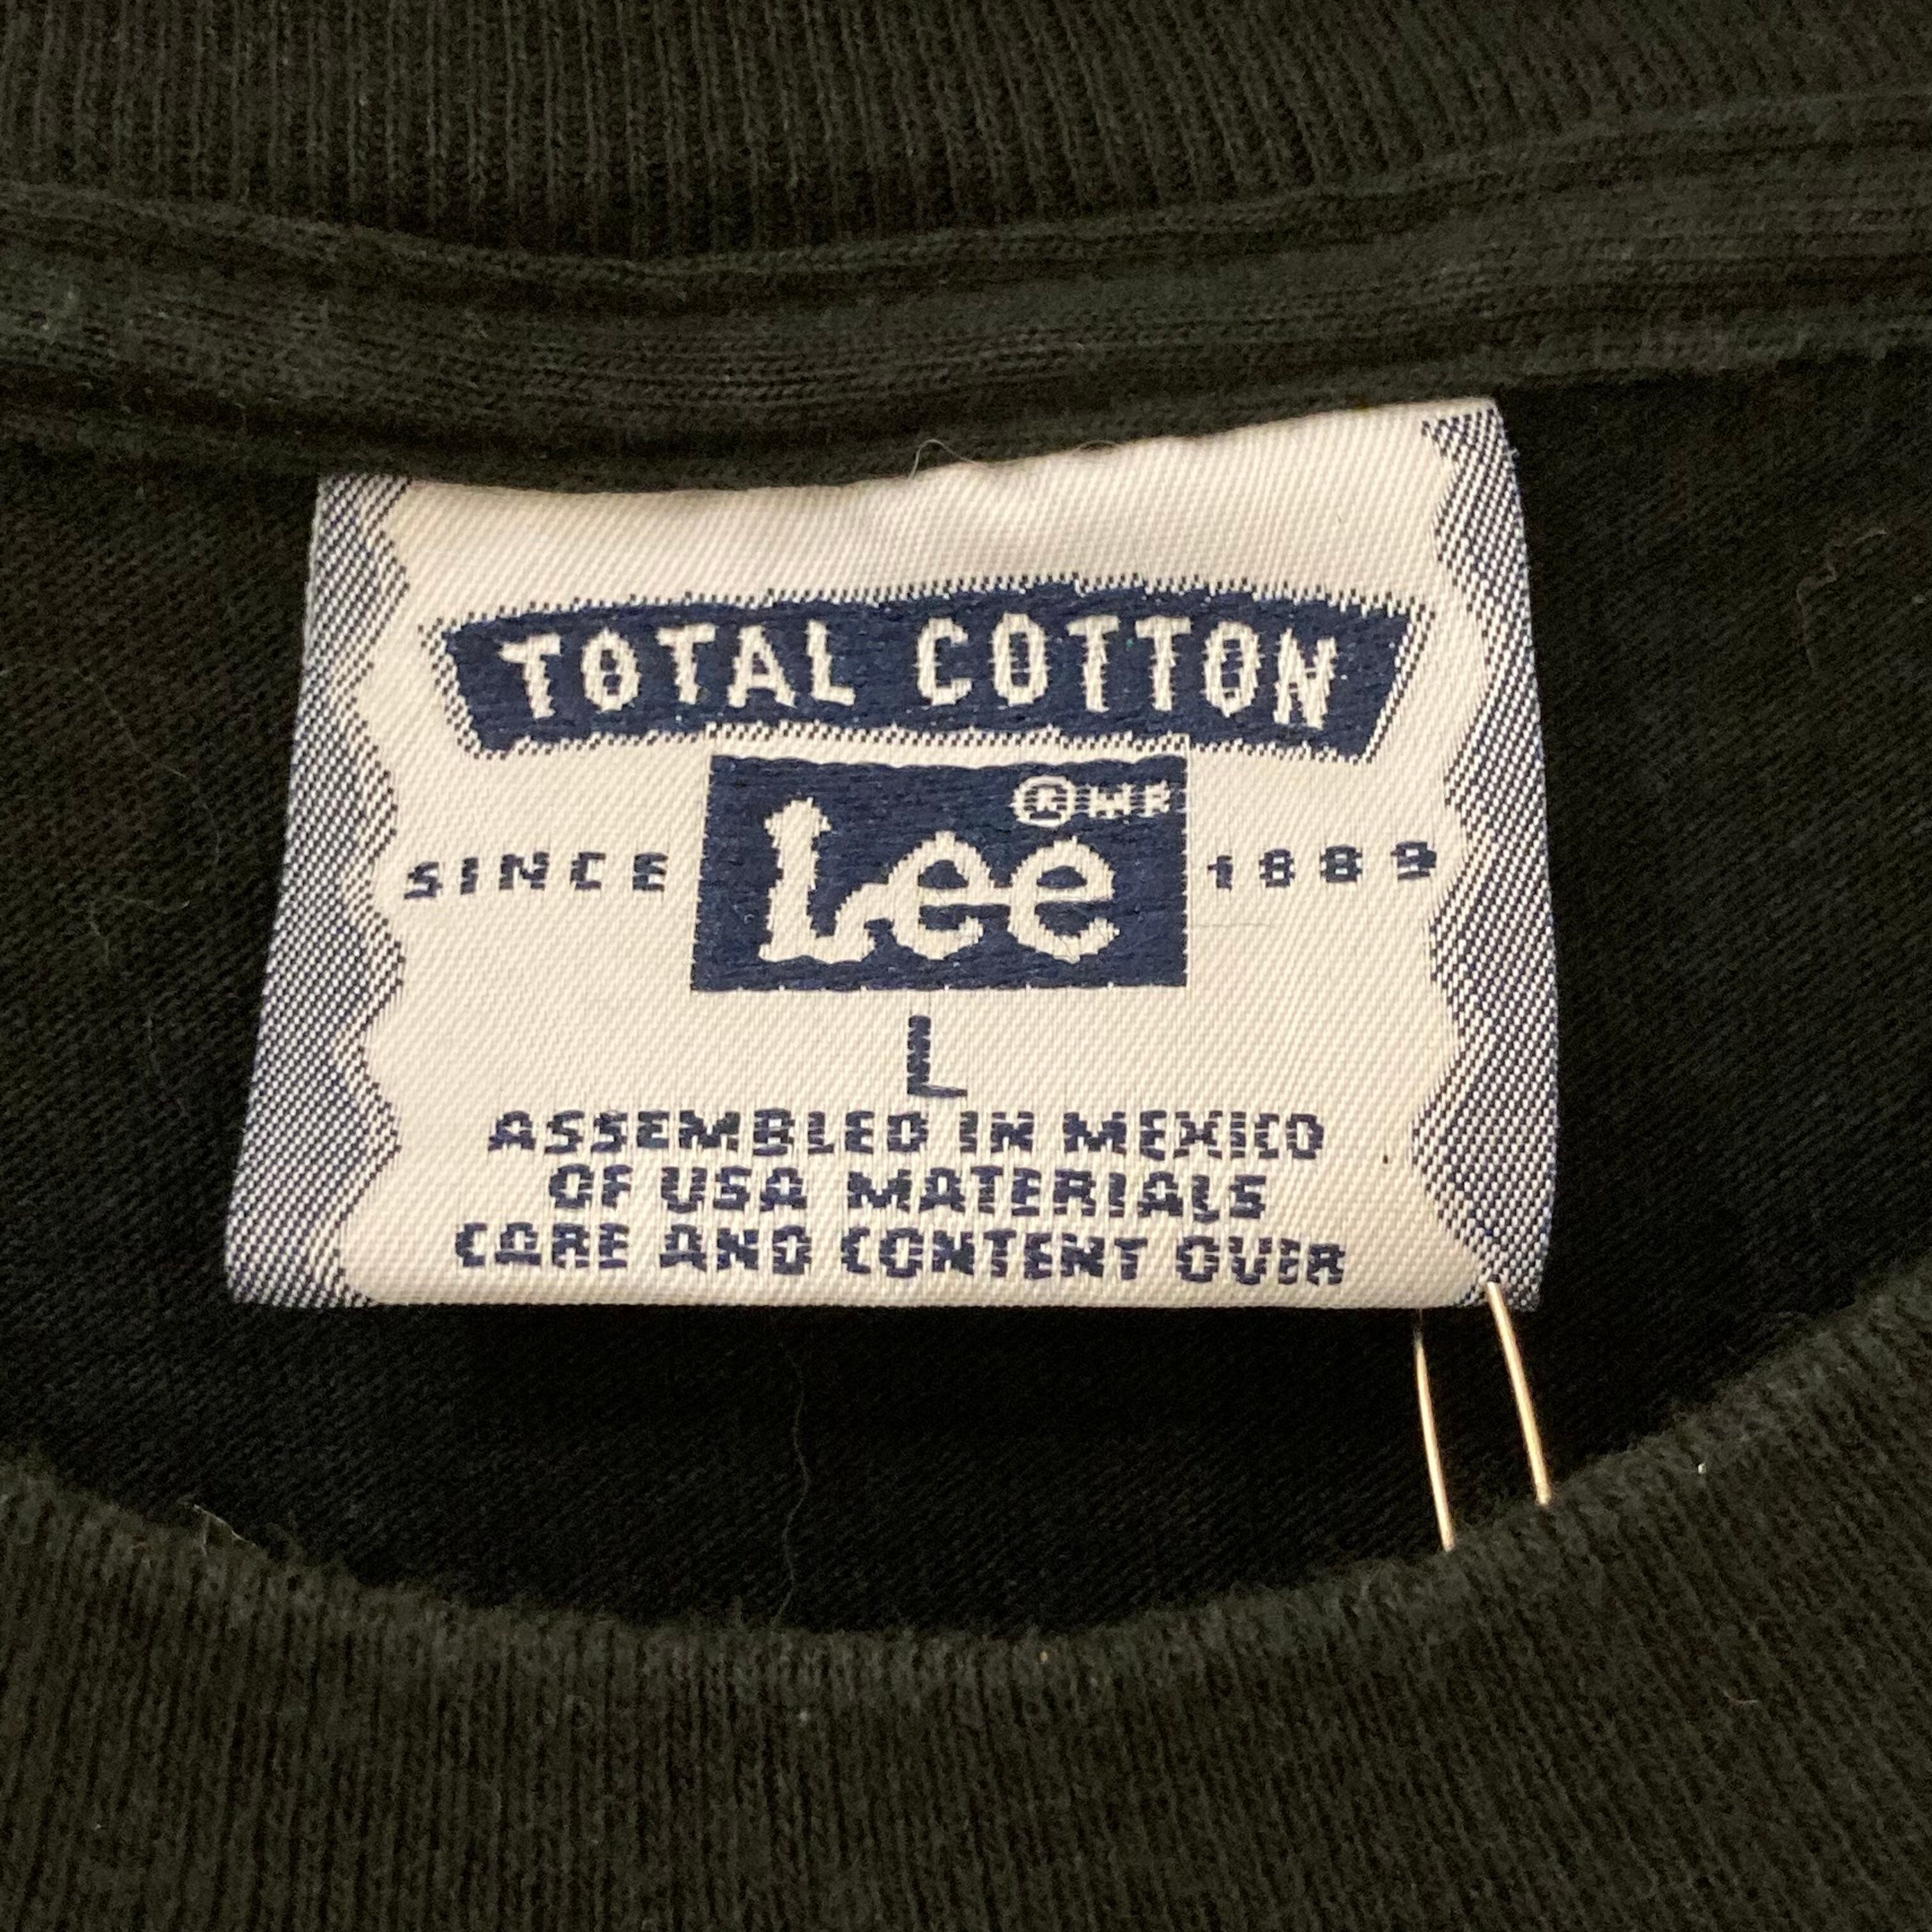 TOTAL COTTON
®MR
SINCE Lee 1889
L
ASSEMBLED IN MEXICO
OF USA MATERIALS
CARE AND CONTENT OVER